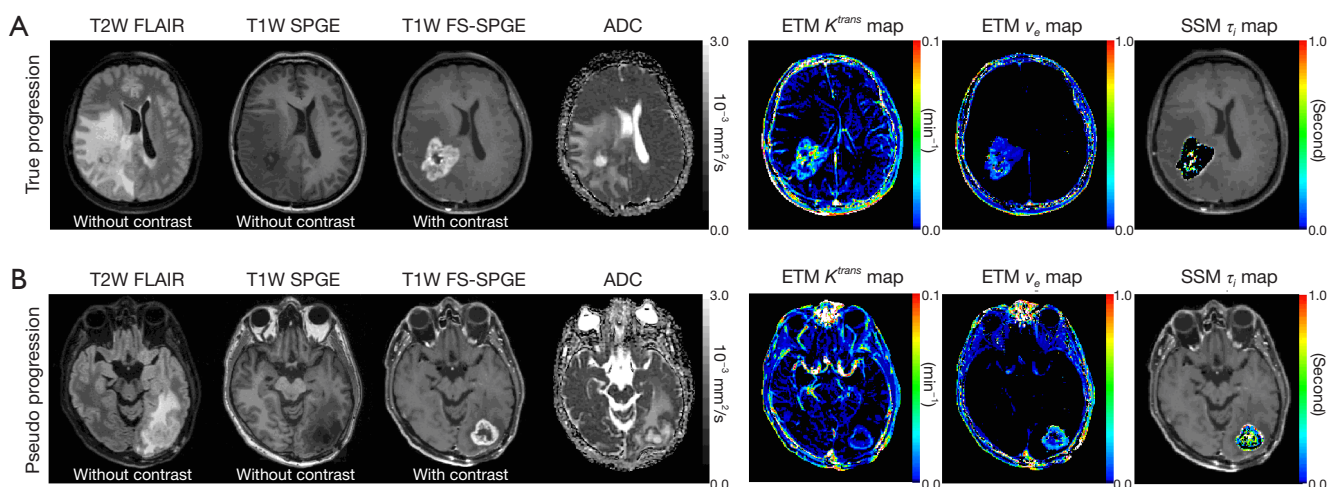 A
T2W FLAIR
T1W SPGE
T1W FS-SPGE
ADC
ETM Ktrans map
ETM ve map
SSM τi map
True progression
Without contrast
Without contrast
With contrast
3.0
10−3 mm2/s
0.0
0.1
(min−1)
0.0
1.0
0.0
1.0
(Second)
0.0
B
T2W FLAIR
T1W SPGE
T1W FS-SPGE
ADC
ETM Ktrans map
ETM ve map
SSM τi map
Pseudo progression
Without contrast
Without contrast
With contrast
3.0
10−3 mm2/s
0.0
0.1
(min−1)
0.0
1.0
0.0
1.0
(Second)
0.0